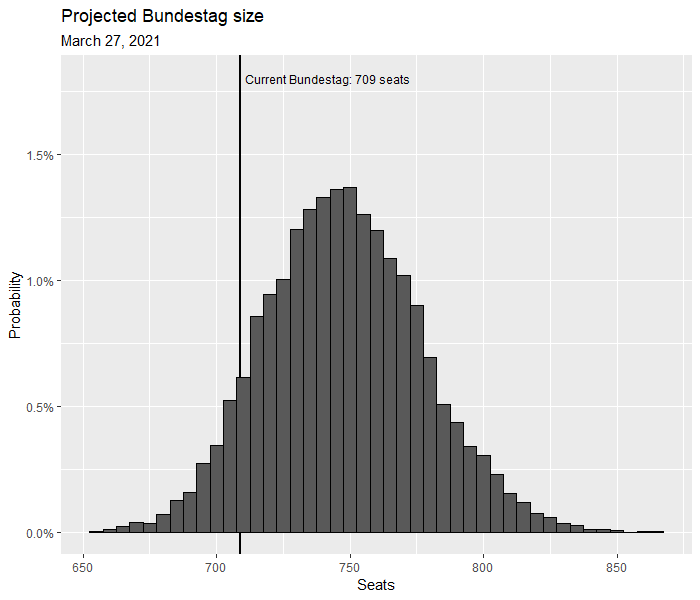 Projected Bundestag size
March 27, 2021
Current Bundestag: 709 seats
1.5%
1.0%
0.5%
0.0%
Probability
650 700 750 800 850
Seats